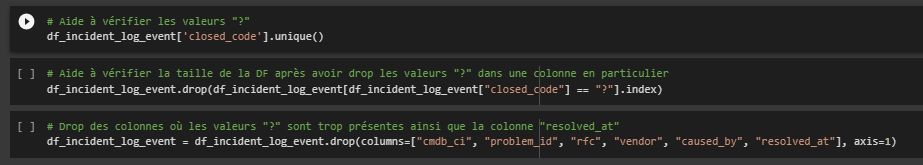 # Aide à vérifier les valeurs "?"
df_incident_log_event['closed_code'].unique()
[ ] # Aide à vérifier la taille de la DF après avoir drop les valeurs "?" dans une colonne en particulier
df_incident_log_event.drop(df_incident_log_event[df_incident_log_event["closed_code"] == "?"].index)
[ ] # Drop des colonnes où les valeurs "?" sont trop présentes ainsi que la colonne "resolved_at"
df_incident_log_event = df_incident_log_event.drop(columns=["cmdb_ci", "problem_id", "rfc", "vendor", "caused_by", "resolved_at"], axis=1)